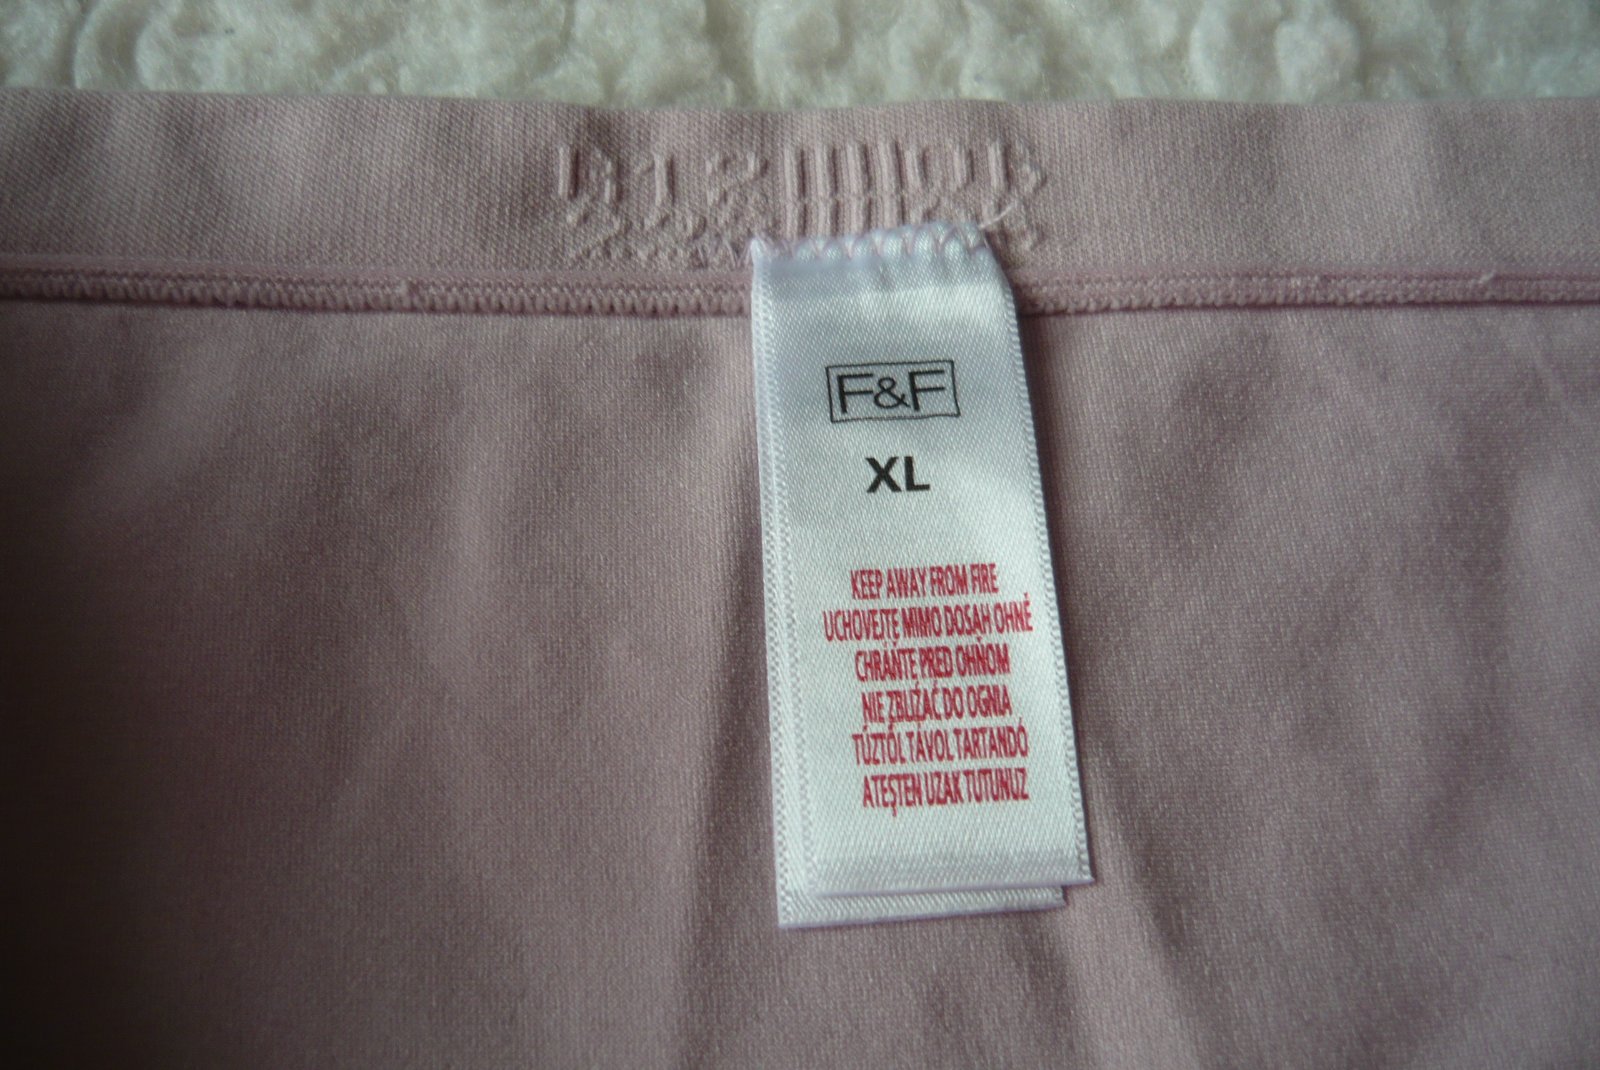 F&F
XL
KEEP AWAY FROM FIRE
UCHOVEJTE MIMO DOSAH OHNĚ
CHRÁŇTE PRED OHŇOM
NIE ZBLIŻAĆ DO OGNIA
TŰZTŐL TÁVOL TARTANDÓ
ATEŞTEN UZAK TUTUNUZ